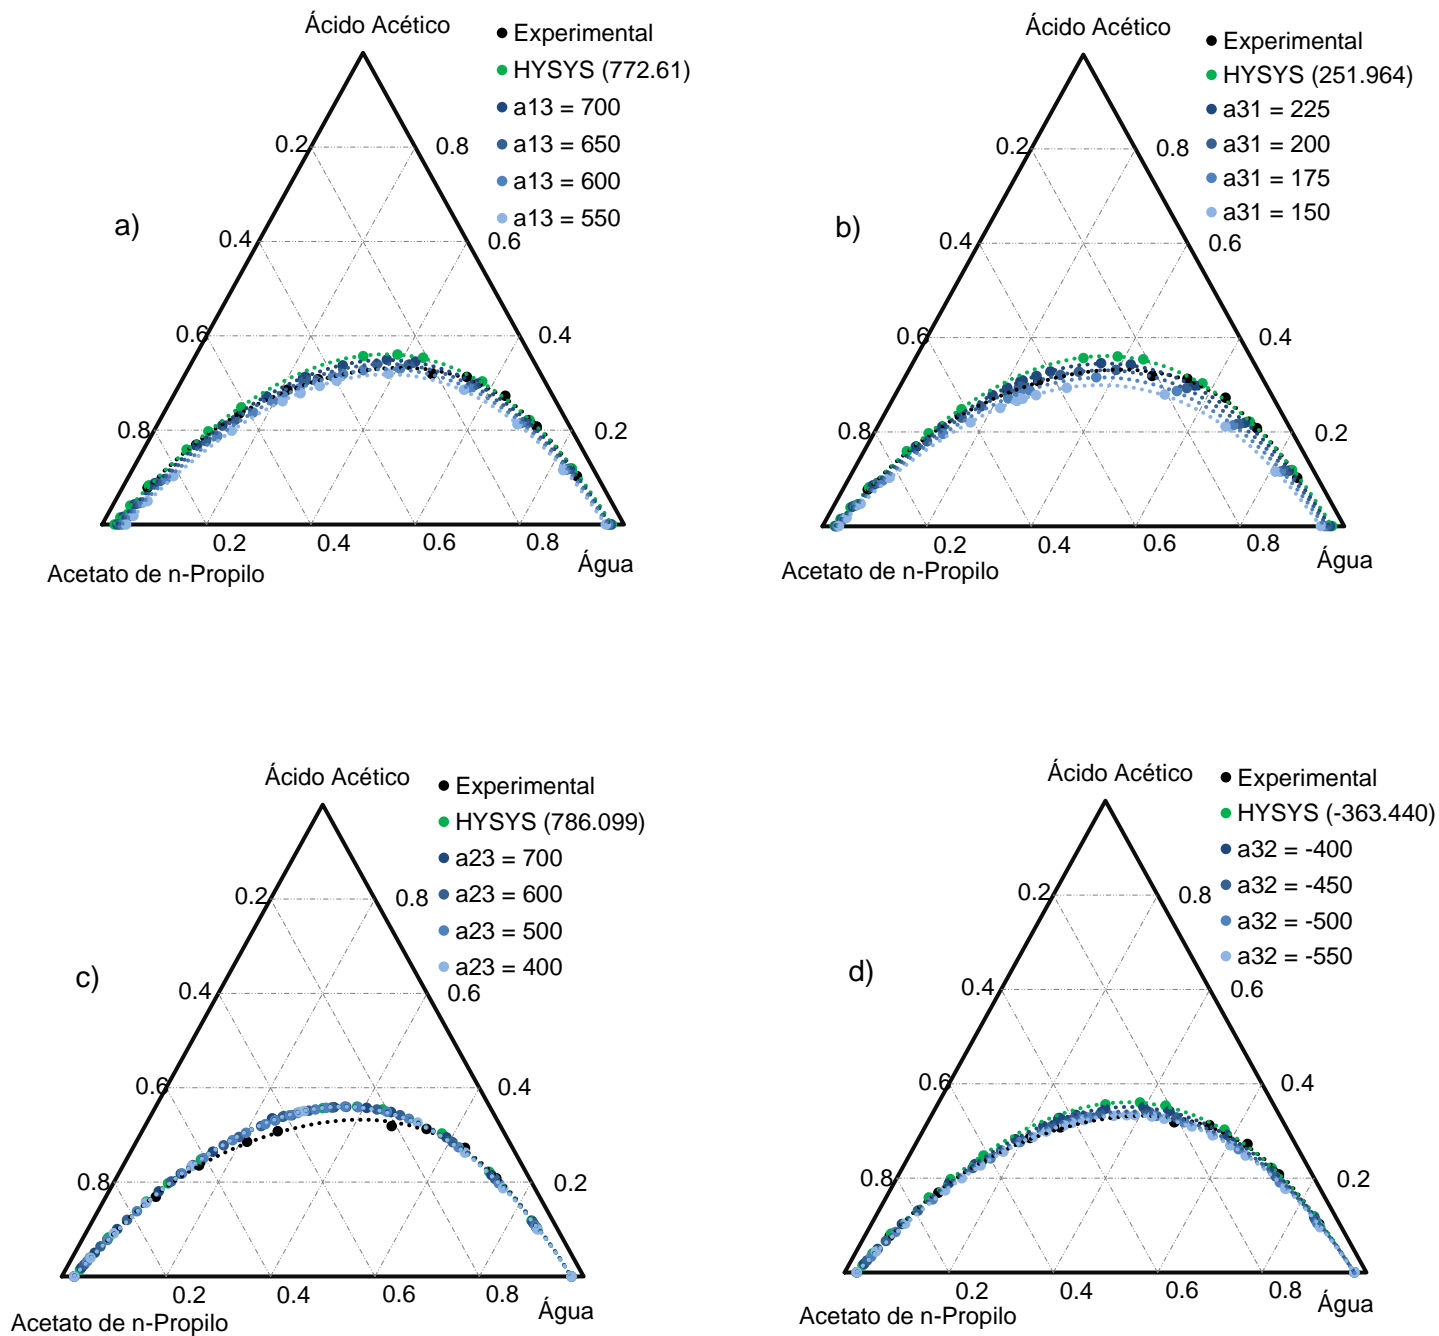 Ácido Acético
Experimental
HYSYS (772.61)
a13 = 700
a13 = 650
a13 = 600
a13 = 550
a)
0.2
0.8
0.4
0.6
0.6
0.4
0.8
0.2
0.2
0.4
0.6
0.8
Acetato de n-Propilo
Água
Ácido Acético
Experimental
HYSYS (251.964)
a31 = 225
a31 = 200
a31 = 175
a31 = 150
b)
0.2
0.8
0.4
0.6
0.6
0.4
0.8
0.2
0.2
0.4
0.6
0.8
Acetato de n-Propilo
Água
Ácido Acético
Experimental
HYSYS (786.099)
a23 = 700
a23 = 600
a23 = 500
a23 = 400
c)
0.2
0.8
0.4
0.6
0.6
0.4
0.8
0.2
0.2
0.4
0.6
0.8
Acetato de n-Propilo
Água
Ácido Acético
Experimental
HYSYS (-363.440)
a32 = -400
a32 = -450
a32 = -500
a32 = -550
d)
0.2
0.8
0.4
0.6
0.6
0.4
0.8
0.2
0.2
0.4
0.6
0.8
Acetato de n-Propilo
Água